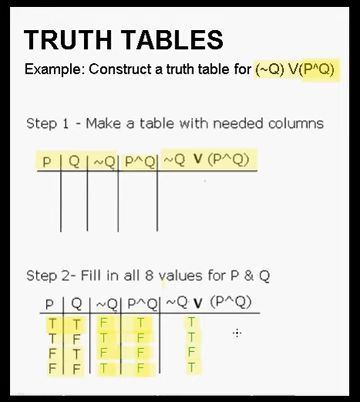 TRUTH TABLES
Example: Construct a truth table for (~Q) V(P^Q)
Step 1 - Make a table with needed columns
P Q ~Q P^Q ~Q V (P^Q)
Step 2- Fill in all 8 values for P & Q
P Q ~Q P^Q ~Q V (P^Q)
T T F T T
T F T F T
F T F F F
F F T F T